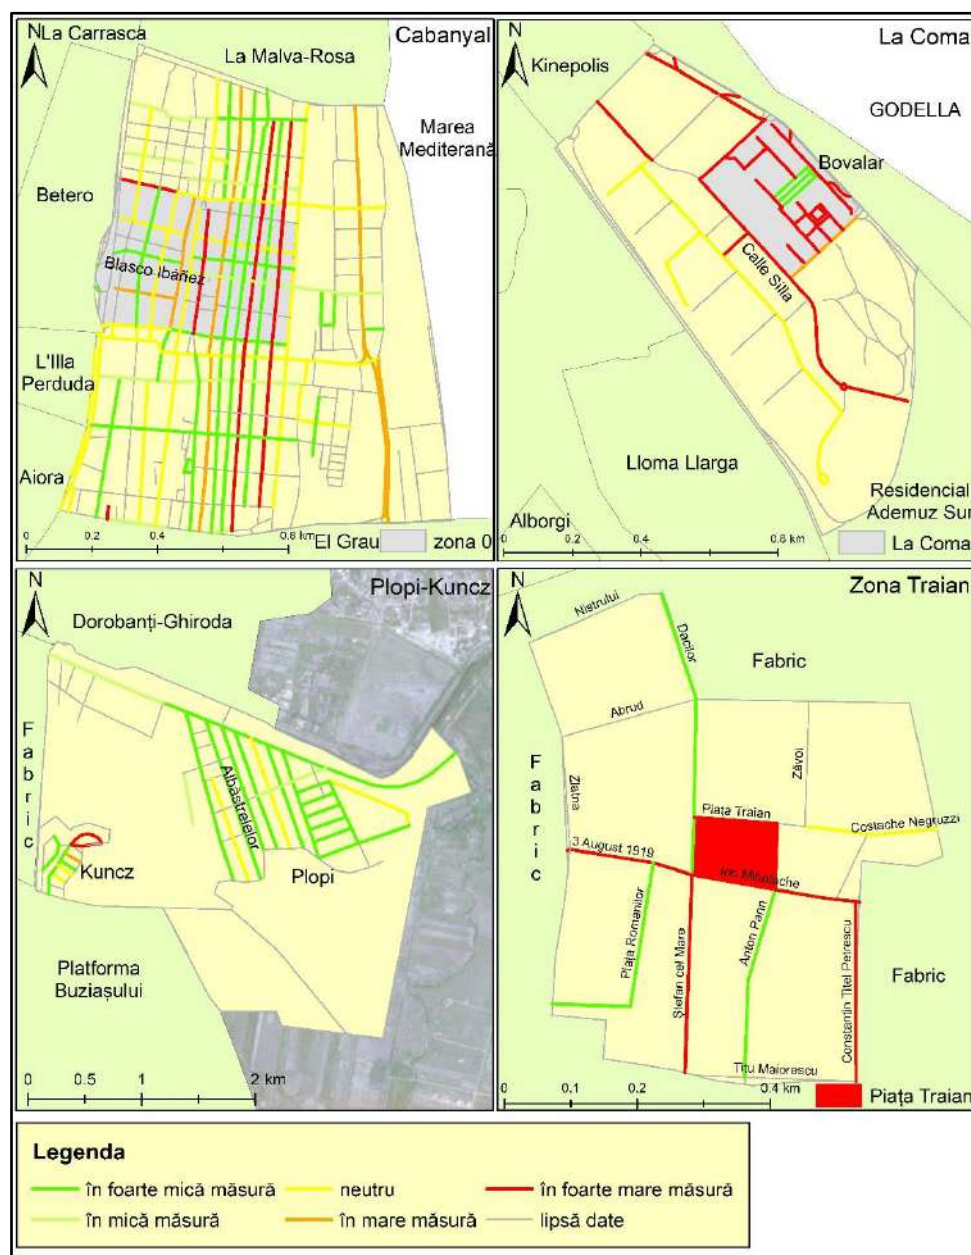 N
La Carrasca
La Malva-Rosa
Cabanyal
Marea
Mediterană
Betero
Blasco Ibáñez
L'Illa
Perduda
Aiora
0 0.2 0.4 0.6 0.8 km
El Grau
zona 0
N
La Coma
Kinepolis
GODELLA
Bovalar
Calle Silla
Lloma Llarga
Residencial
Ademuz Sur
Alborgi
0 0.2 0.4 0.8 km
La Coma
N
Plopi-Kuncz
Dorobanți-Ghiroda
Fabric
Albăstrelelor
Kuncz
Plopi
Platforma
Buziașului
0 0.5 1 2 km
N
Zona Traian
Nistrului
Dacilor
Fabric
Abrud
Fabric
Zlatna
Zăvoi
Piața Traian
Costache Negruzzi
3 August 1919
Ion Mihalache
Piața Romanilor
Ștefan cel Mare
Anton Pann
Constantin Titel Petrescu
Fabric
Titu Maiorescu
0 0.1 0.2 0.4 km
Piața Traian
Legenda
în foarte mică măsură
neutru
în foarte mare măsură
în mică măsură
în mare măsură
lipsă date